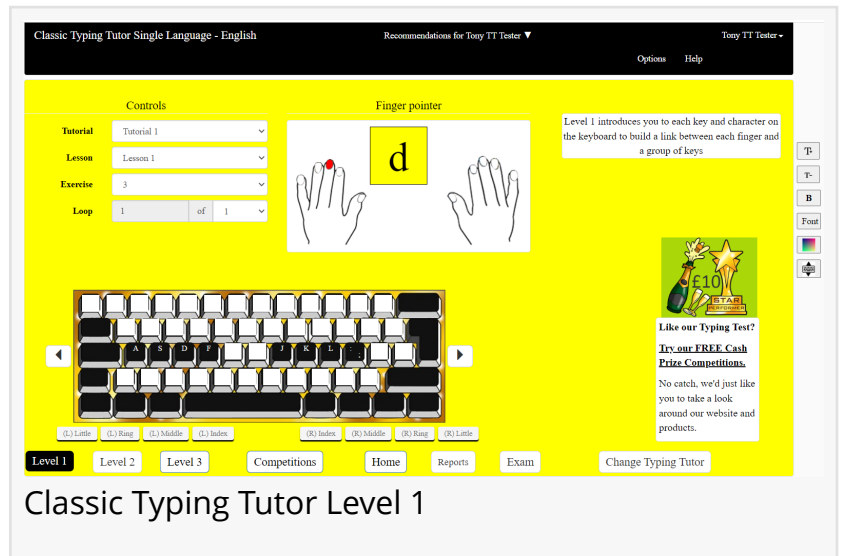 Classic Typing Tutor Single Language - English
Recommendations for Tony TT Tester ▼
Tony TT Tester
Options Help
Controls
Tutorial Tutorial 1
Lesson Lesson 1
Exercise 3
Loop 1 of 1
Finger pointer
d
Level 1 introduces you to each key and character on
the keyboard to build a link between each finger and
a group of keys
T+
T-
B
Font
£10
STAR
PERFORMER
Like our Typing Test?
Try our FREE Cash
Prize Competitions.
No catch, we'd just like
you to take a look
around our website and
products.
A S D F J K L : ;
(L) Little (L) Ring (L) Middle (L) Index (R) Index (R) Middle (R) Ring (R) Little
Level 1 Level 2 Level 3 Competitions Home Reports Exam Change Typing Tutor
Classic Typing Tutor Level 1